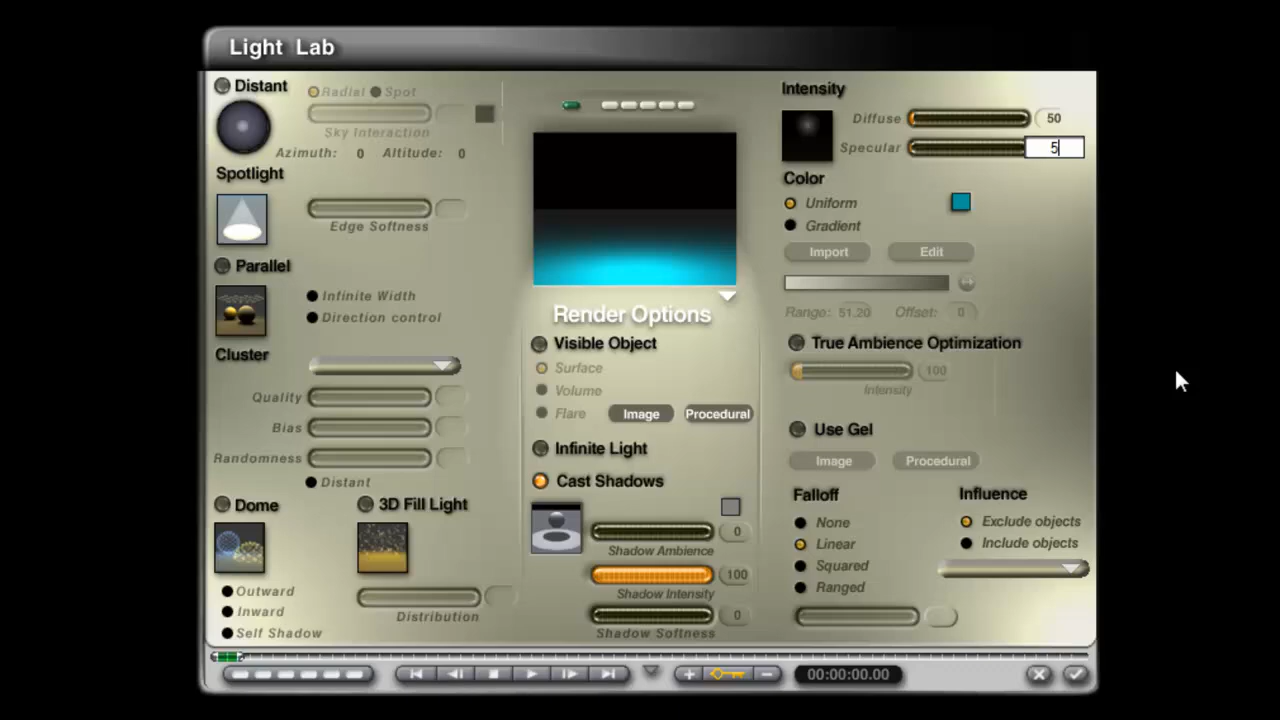 Light Lab
Distant
Radial Spot
Sky Interaction
Azimuth: 0 Altitude: 0
Spotlight
Edge Softness
Parallel
Infinite Width
Direction control
Cluster
Quality
Bias
Randomness
Distant
Dome
3D Fill Light
Outward
Inward
Self Shadow
Distribution
Render Options
Visible Object
Surface
Volume
Flare Image Procedural
Infinite Light
Cast Shadows
0
Shadow Ambience
100
Shadow Intensity
0
Shadow Softness
Intensity
Diffuse 50
Specular 5
Color
Uniform
Gradient
Import Edit
Range: 51.20 Offset: 0
True Ambience Optimization
100
Intensity
Use Gel
Image Procedural
Falloff
None
Linear
Squared
Ranged
Influence
Exclude objects
Include objects
00:00:00.00